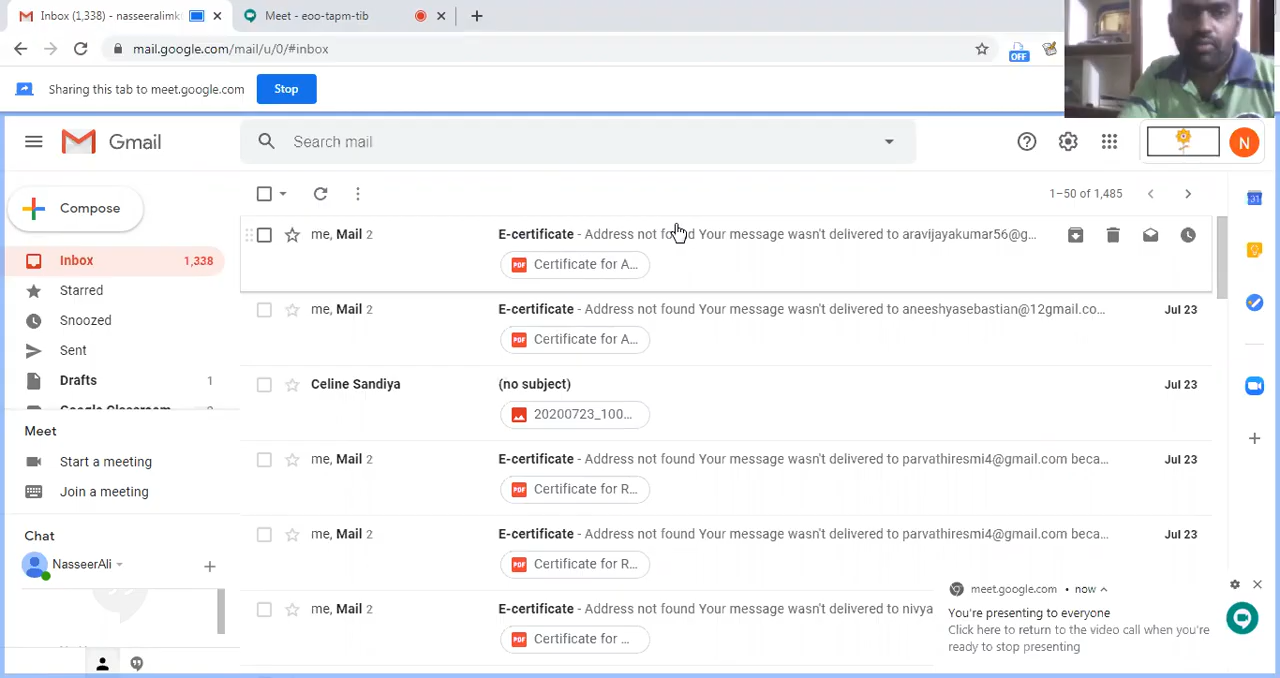 Inbox (1,338) - nasseeralimk
Meet - eoo-tapm-tib
mail.google.com/mail/u/0/#inbox
OFF
Sharing this tab to meet.google.com
Stop
Gmail
Search mail
N
Compose
1–50 of 1,485
31
me, Mail 2
E-certificate - Address not found Your message wasn't delivered to aravijayakumar56@g...
PDF Certificate for A...
Inbox 1,338
Starred
Snoozed
Sent
Drafts 1
me, Mail 2
E-certificate - Address not found Your message wasn't delivered to aneeshyasebastian@12gmail.co...
Jul 23
PDF Certificate for A...
Celine Sandiya
(no subject)
Jul 23
20200723_100...
Google Classroom
Meet
Start a meeting
Join a meeting
me, Mail 2
E-certificate - Address not found Your message wasn't delivered to parvathiresmi4@gmail.com beca...
Jul 23
PDF Certificate for R...
Chat
NasseerAli
me, Mail 2
E-certificate - Address not found Your message wasn't delivered to parvathiresmi4@gmail.com beca...
Jul 23
PDF Certificate for R...
me, Mail 2
E-certificate - Address not found Your message wasn't delivered to nivya
PDF Certificate for ...
meet.google.com • now
You're presenting to everyone
Click here to return to the video call when you're
ready to stop presenting